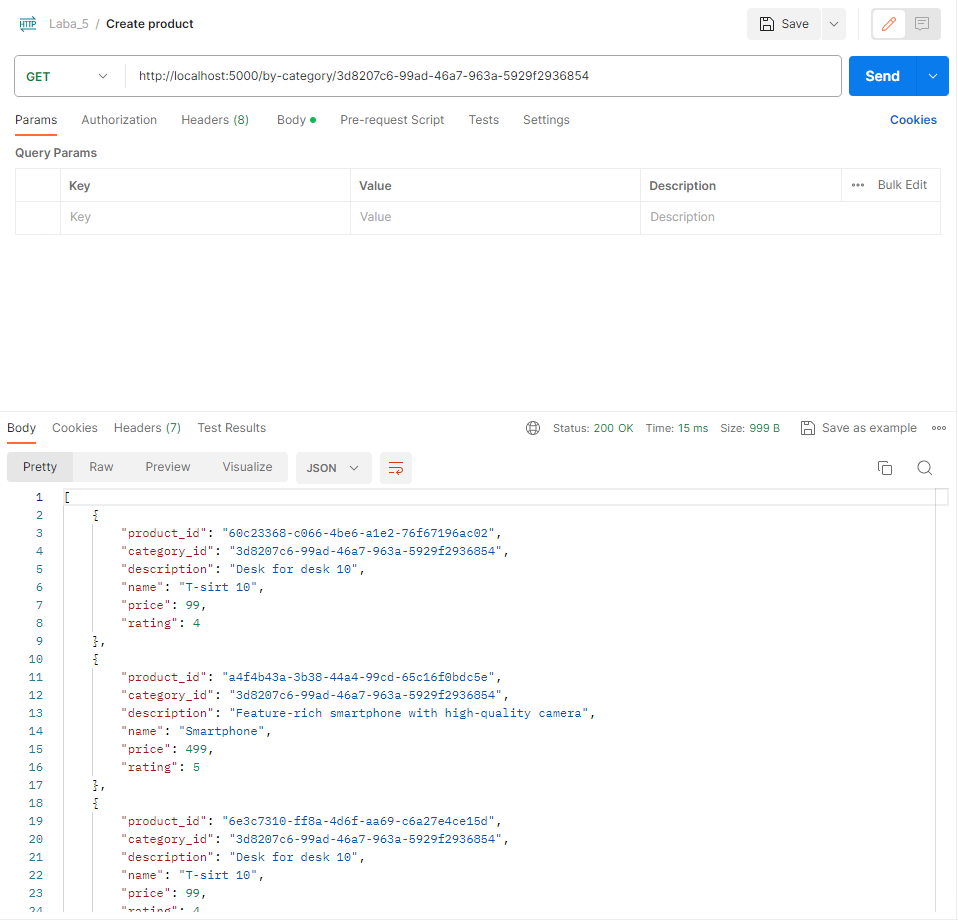 HTTP Laba_5 / Create product Save
GET http://localhost:5000/by-category/3d8207c6-99ad-46a7-963a-5929f2936854 Send
Params Authorization Headers (8) Body Pre-request Script Tests Settings Cookies
Query Params
Key Value Description Bulk Edit
Key Value Description
Body Cookies Headers (7) Test Results Status: 200 OK Time: 15 ms Size: 999 B Save as example
Pretty Raw Preview Visualize JSON
1 [
2 {
3 "product_id": "60c23368-c066-4be6-a1e2-76f67196ac02",
4 "category_id": "3d8207c6-99ad-46a7-963a-5929f2936854",
5 "description": "Desk for desk 10",
6 "name": "T-sirt 10",
7 "price": 99,
8 "rating": 4
9 },
10 {
11 "product_id": "a4f4b43a-3b38-44a4-99cd-65c16f0bdc5e",
12 "category_id": "3d8207c6-99ad-46a7-963a-5929f2936854",
13 "description": "Feature-rich smartphone with high-quality camera",
14 "name": "Smartphone",
15 "price": 499,
16 "rating": 5
17 },
18 {
19 "product_id": "6e3c7310-ff8a-4d6f-aa69-c6a27e4ce15d",
20 "category_id": "3d8207c6-99ad-46a7-963a-5929f2936854",
21 "description": "Desk for desk 10",
22 "name": "T-sirt 10",
23 "price": 99,
24 "rating": 4